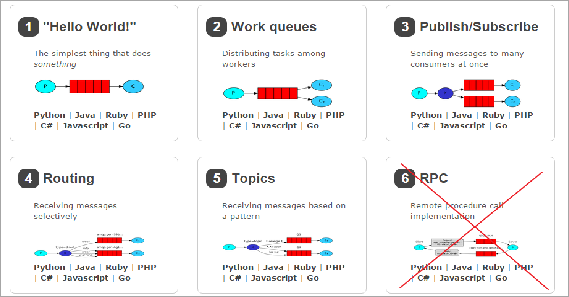 1 "Hello World!"
The simplest thing that does
something
P
C
Python | Java | Ruby | PHP
| C# | Javascript | Go
2 Work queues
Distributing tasks among
workers
P
Python | Java | Ruby | PHP
| C# | Javascript | Go
3 Publish/Subscribe
Sending messages to many
consumers at once
P
X
Python | Java | Ruby | PHP
| C# | Javascript | Go
4 Routing
Receiving messages
selectively
Python | Java | Ruby | PHP
| C# | Javascript | Go
5 Topics
Receiving messages based on
a pattern
Python | Java | Ruby | PHP
| C# | Javascript | Go
6 RPC
Remote procedure call
implementation
Python | Java | Ruby | PHP
| C# | Javascript | Go